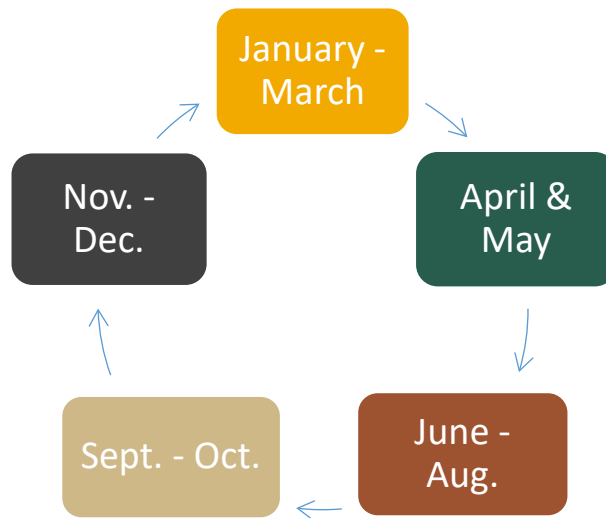 January -
March
April &
May
June -
Aug.
Sept. - Oct.
Nov. -
Dec.